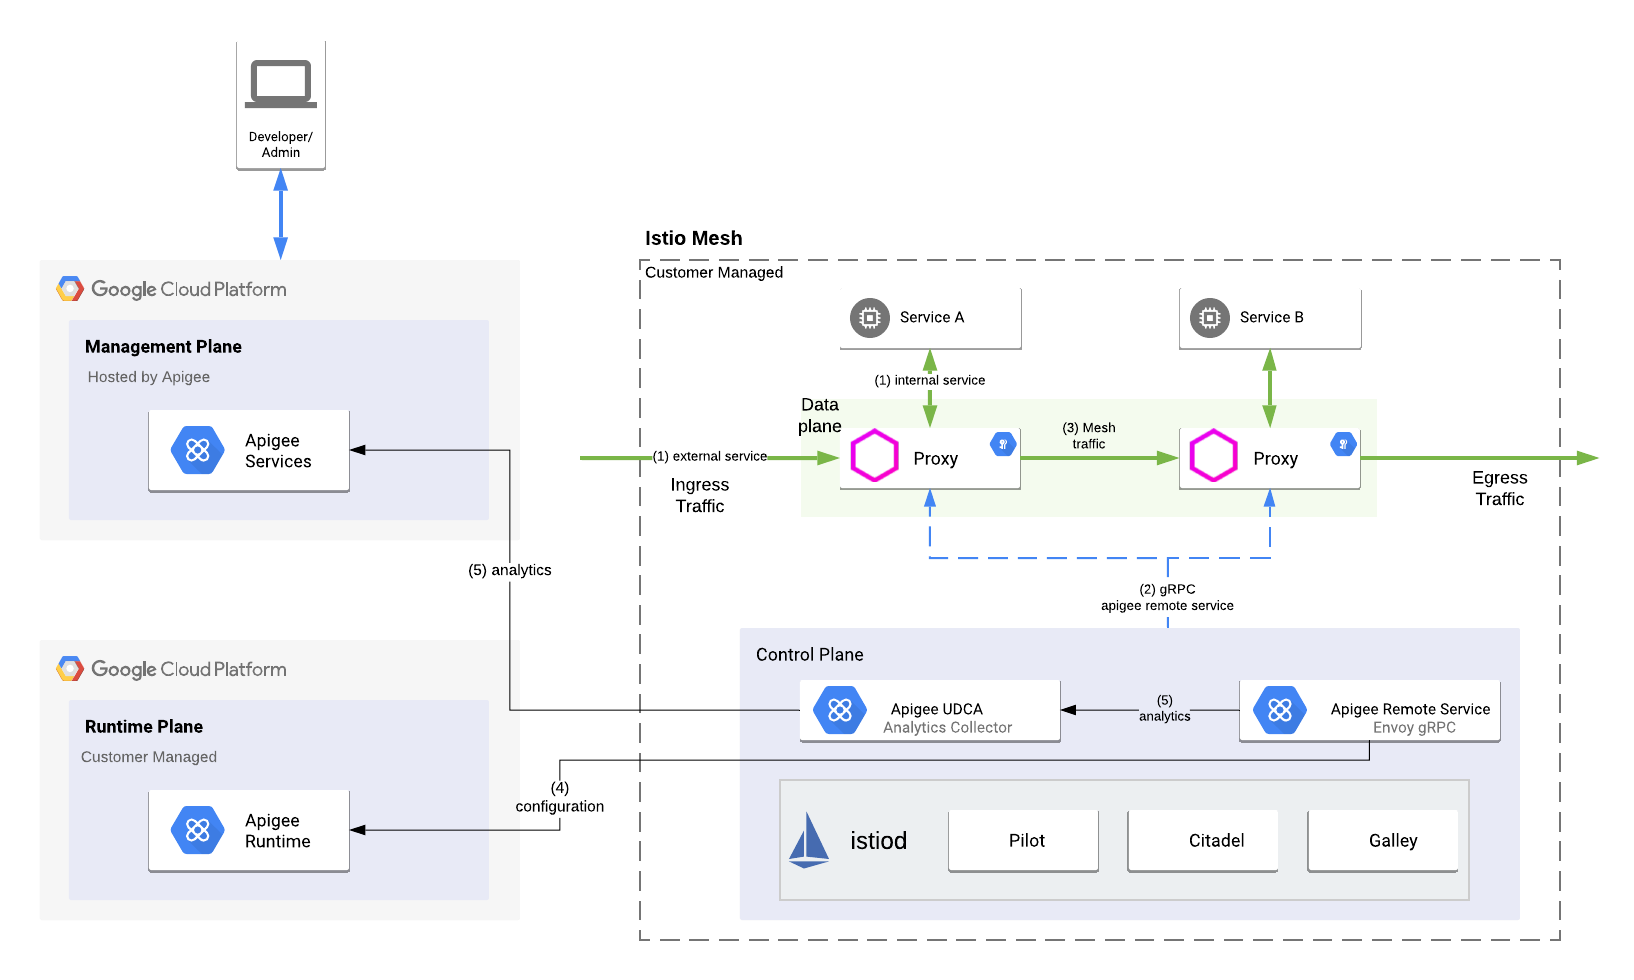 Developer/
Admin
Google Cloud Platform
Management Plane
Hosted by Apigee
Apigee
Services
(5) analytics
Google Cloud Platform
Runtime Plane
Customer Managed
Apigee
Runtime
(4)
configuration
Istio Mesh
Customer Managed
Service A
Service B
(1) internal service
Data
plane
(1) external service
Ingress
Traffic
Proxy
(3) Mesh
traffic
Proxy
Egress
Traffic
(2) gRPC
apigee remote service
Control Plane
Apigee UDCA
Analytics Collector
(5)
analytics
Apigee Remote Service
Envoy gRPC
istiod
Pilot
Citadel
Galley